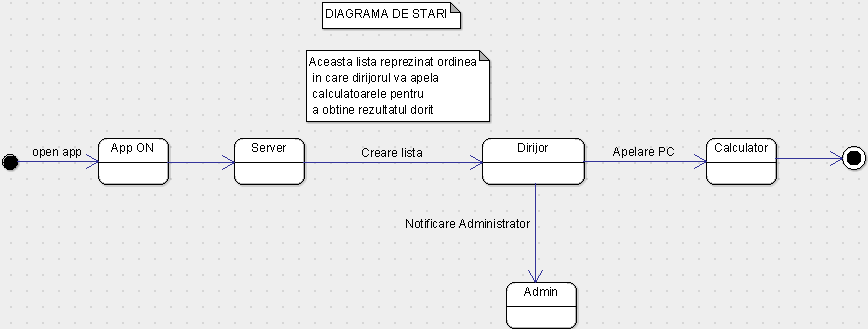 DIAGRAMA DE STARI
Aceasta lista reprezinat ordinea
in care dirijorul va apela
calculatoarele pentru
a obtine rezultatul dorit
open app
App ON
Server
Creare lista
Dirijor
Apelare PC
Calculator
Notificare Administrator
Admin